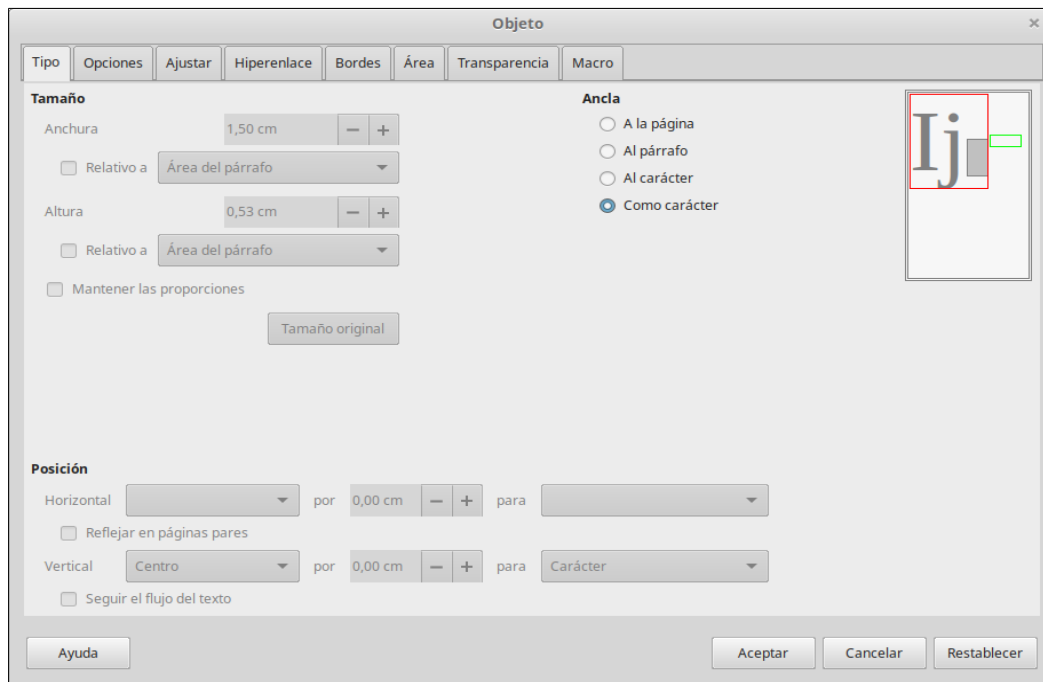 Objeto ×
Tipo Opciones Ajustar Hiperenlace Bordes Área Transparencia Macro
Tamaño
Anchura 1,50 cm − +
Relativo a Área del párrafo
Altura 0,53 cm − +
Relativo a Área del párrafo
Mantener las proporciones
Tamaño original
Ancla
A la página
Al párrafo
Al carácter
Como carácter
Ij
Posición
Horizontal por 0,00 cm − + para
Reflejar en páginas pares
Vertical Centro por 0,00 cm − + para Carácter
Seguir el flujo del texto
Ayuda Aceptar Cancelar Restablecer